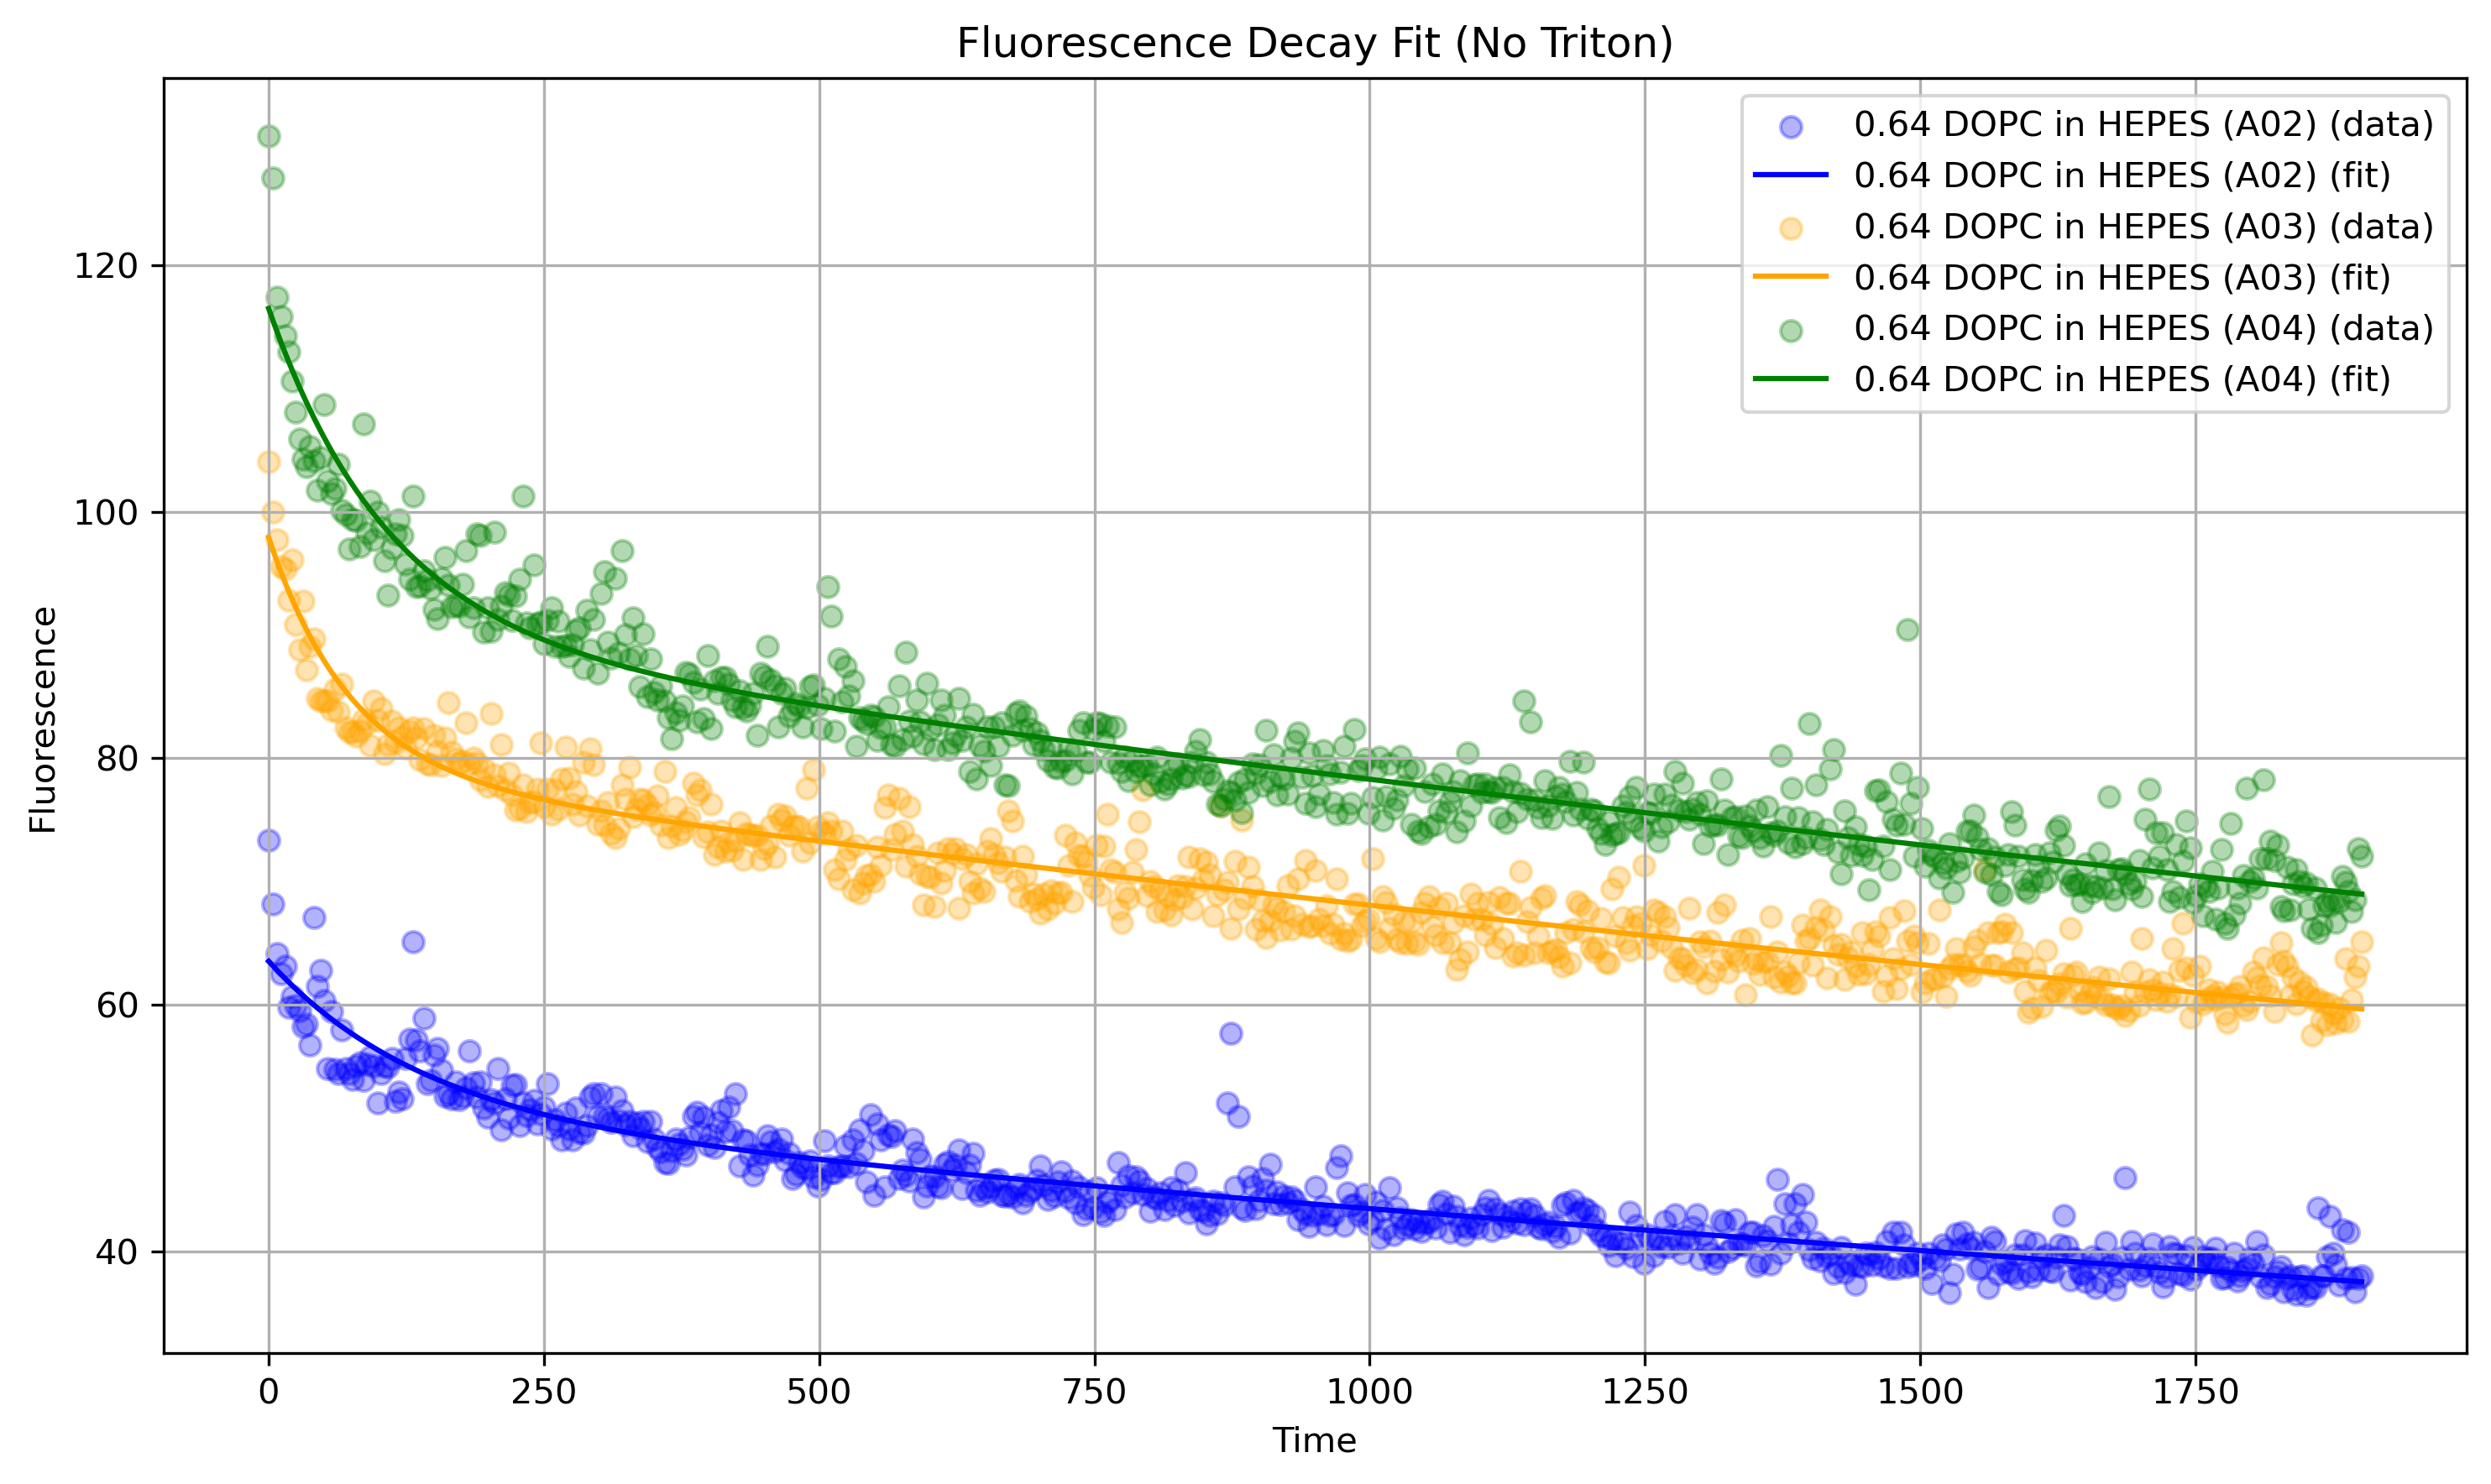 Fluorescence Decay Fit (No Triton)
0.64 DOPC in HEPES (A02) (data)
0.64 DOPC in HEPES (A02) (fit)
0.64 DOPC in HEPES (A03) (data)
0.64 DOPC in HEPES (A03) (fit)
0.64 DOPC in HEPES (A04) (data)
0.64 DOPC in HEPES (A04) (fit)
Fluorescence
120
100
80
60
40
0 250 500 750 1000 1250 1500 1750
Time